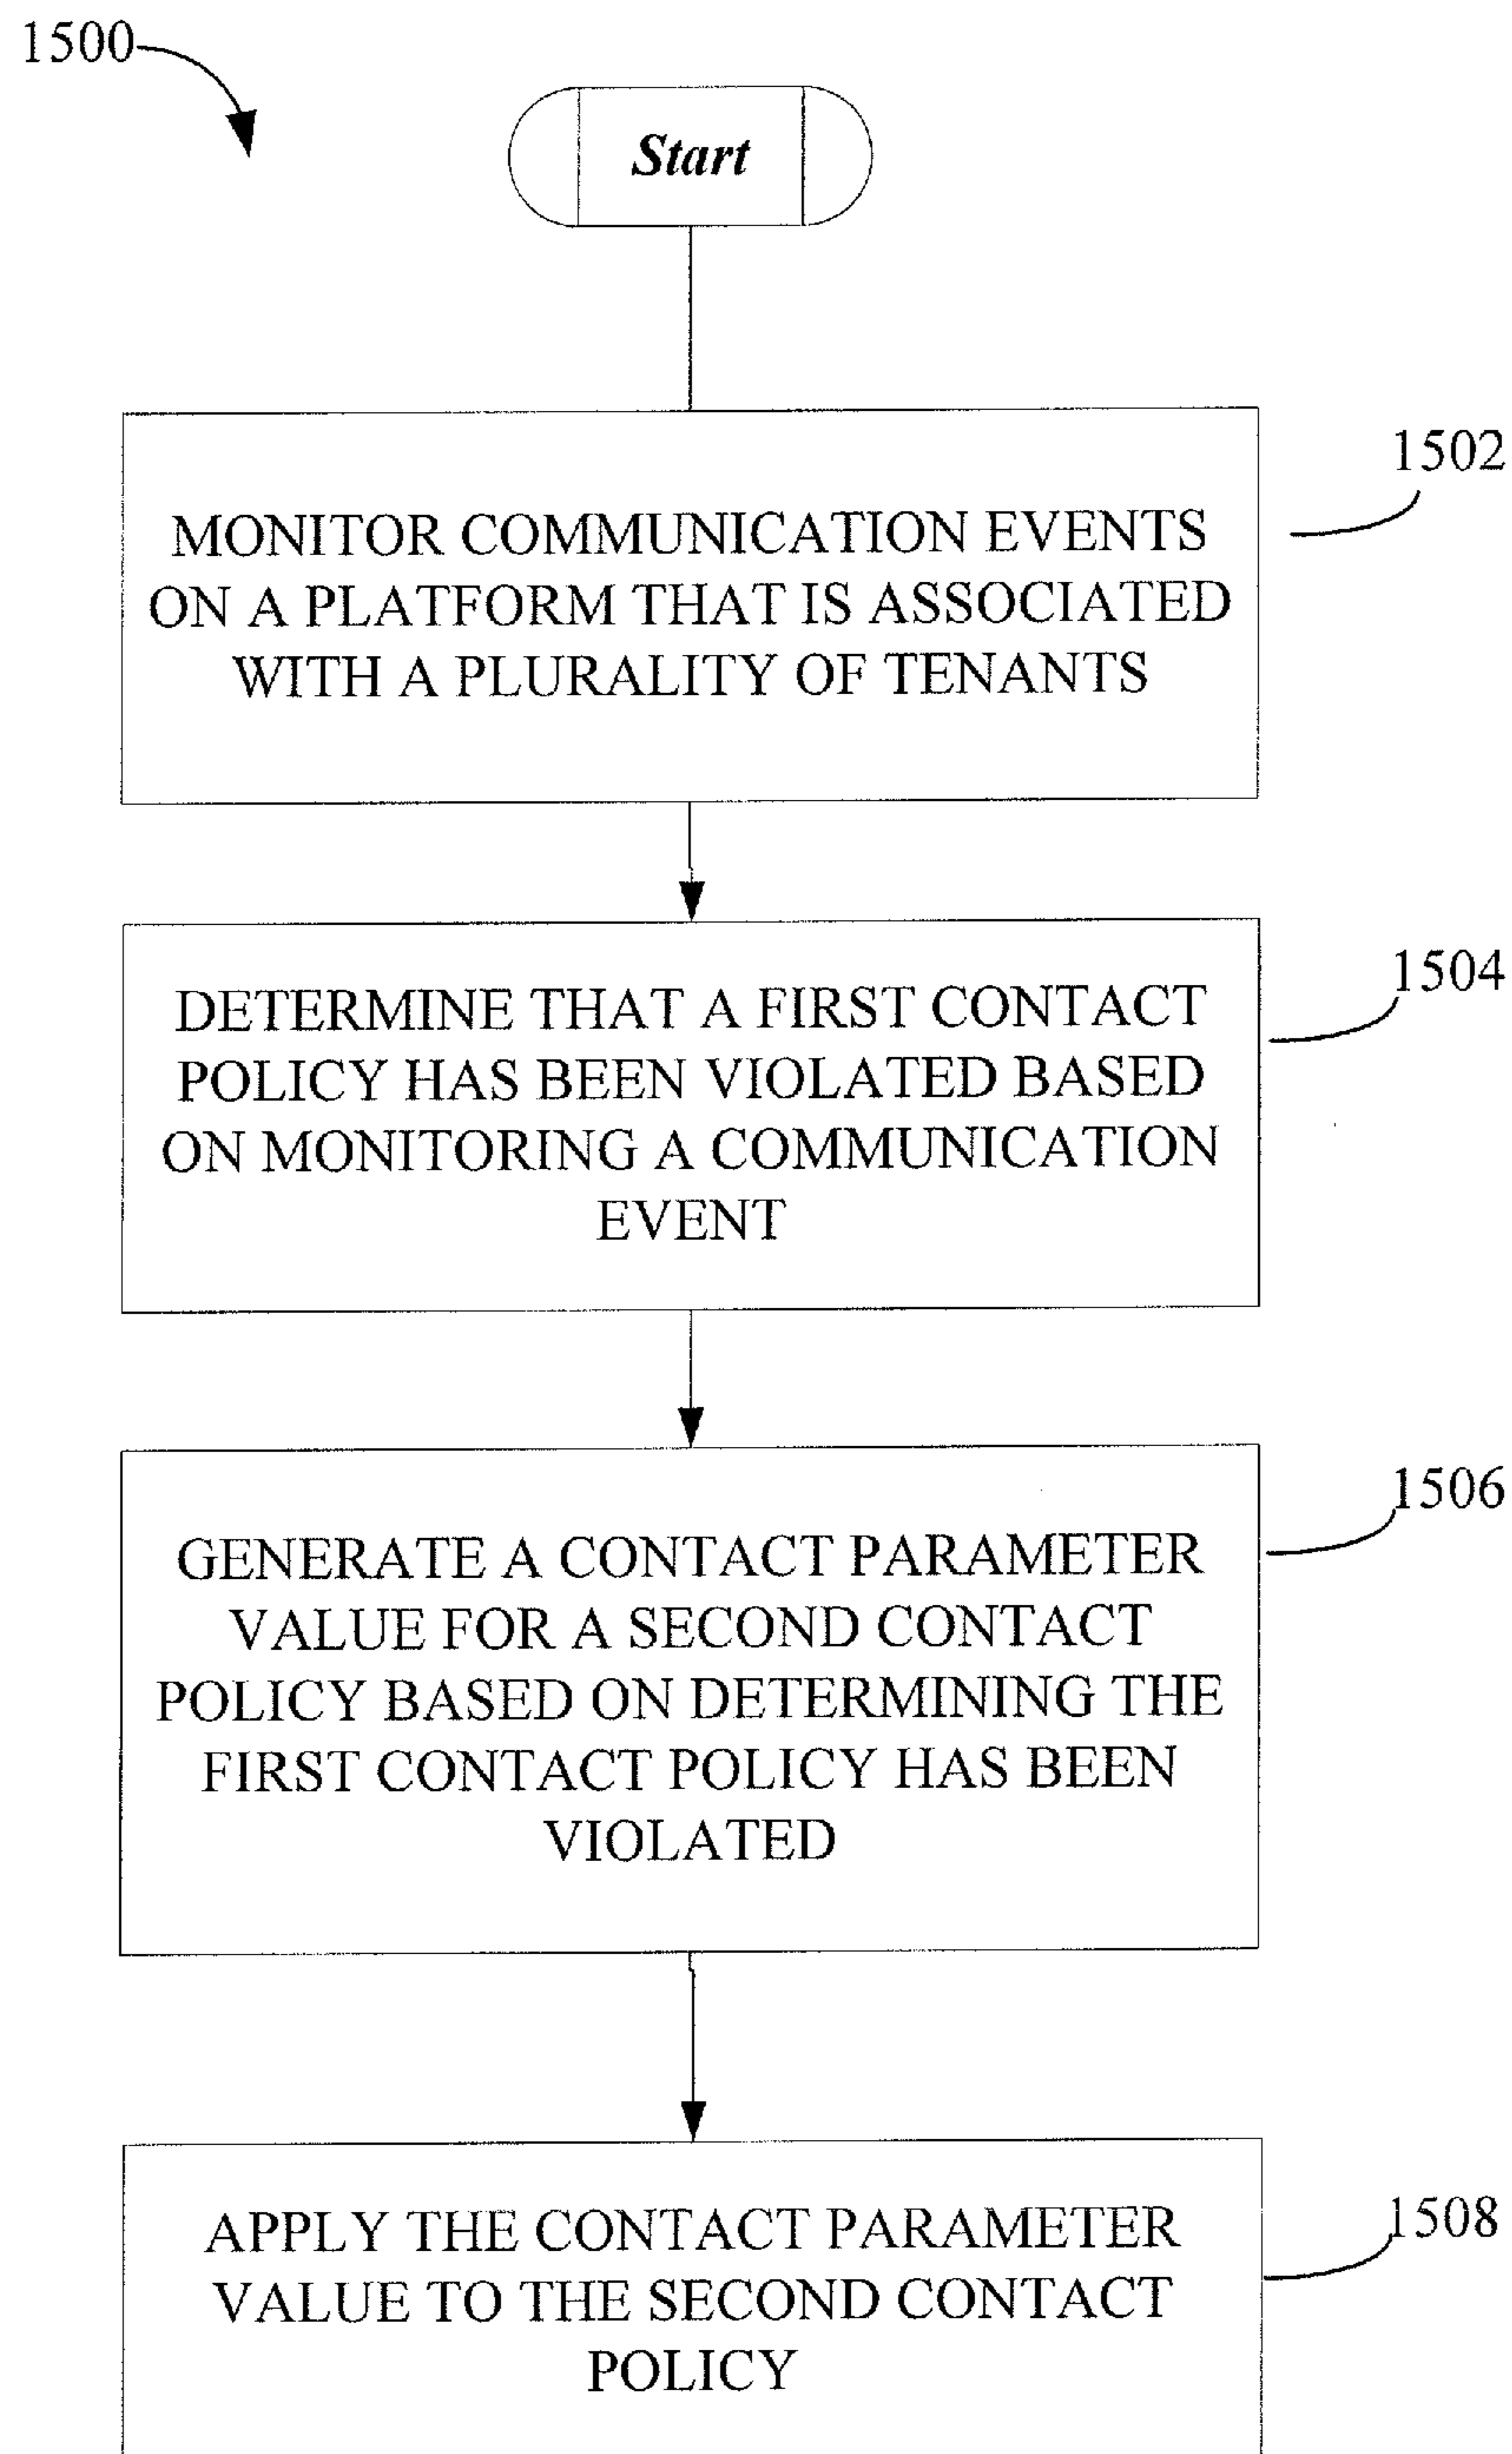 1500
Start
1502
MONITOR COMMUNICATION EVENTS
ON A PLATFORM THAT IS ASSOCIATED
WITH A PLURALITY OF TENANTS
1504
DETERMINE THAT A FIRST CONTACT
POLICY HAS BEEN VIOLATED BASED
ON MONITORING A COMMUNICATION
EVENT
1506
GENERATE A CONTACT PARAMETER
VALUE FOR A SECOND CONTACT
POLICY BASED ON DETERMINING THE
FIRST CONTACT POLICY HAS BEEN
VIOLATED
1508
APPLY THE CONTACT PARAMETER
VALUE TO THE SECOND CONTACT
POLICY